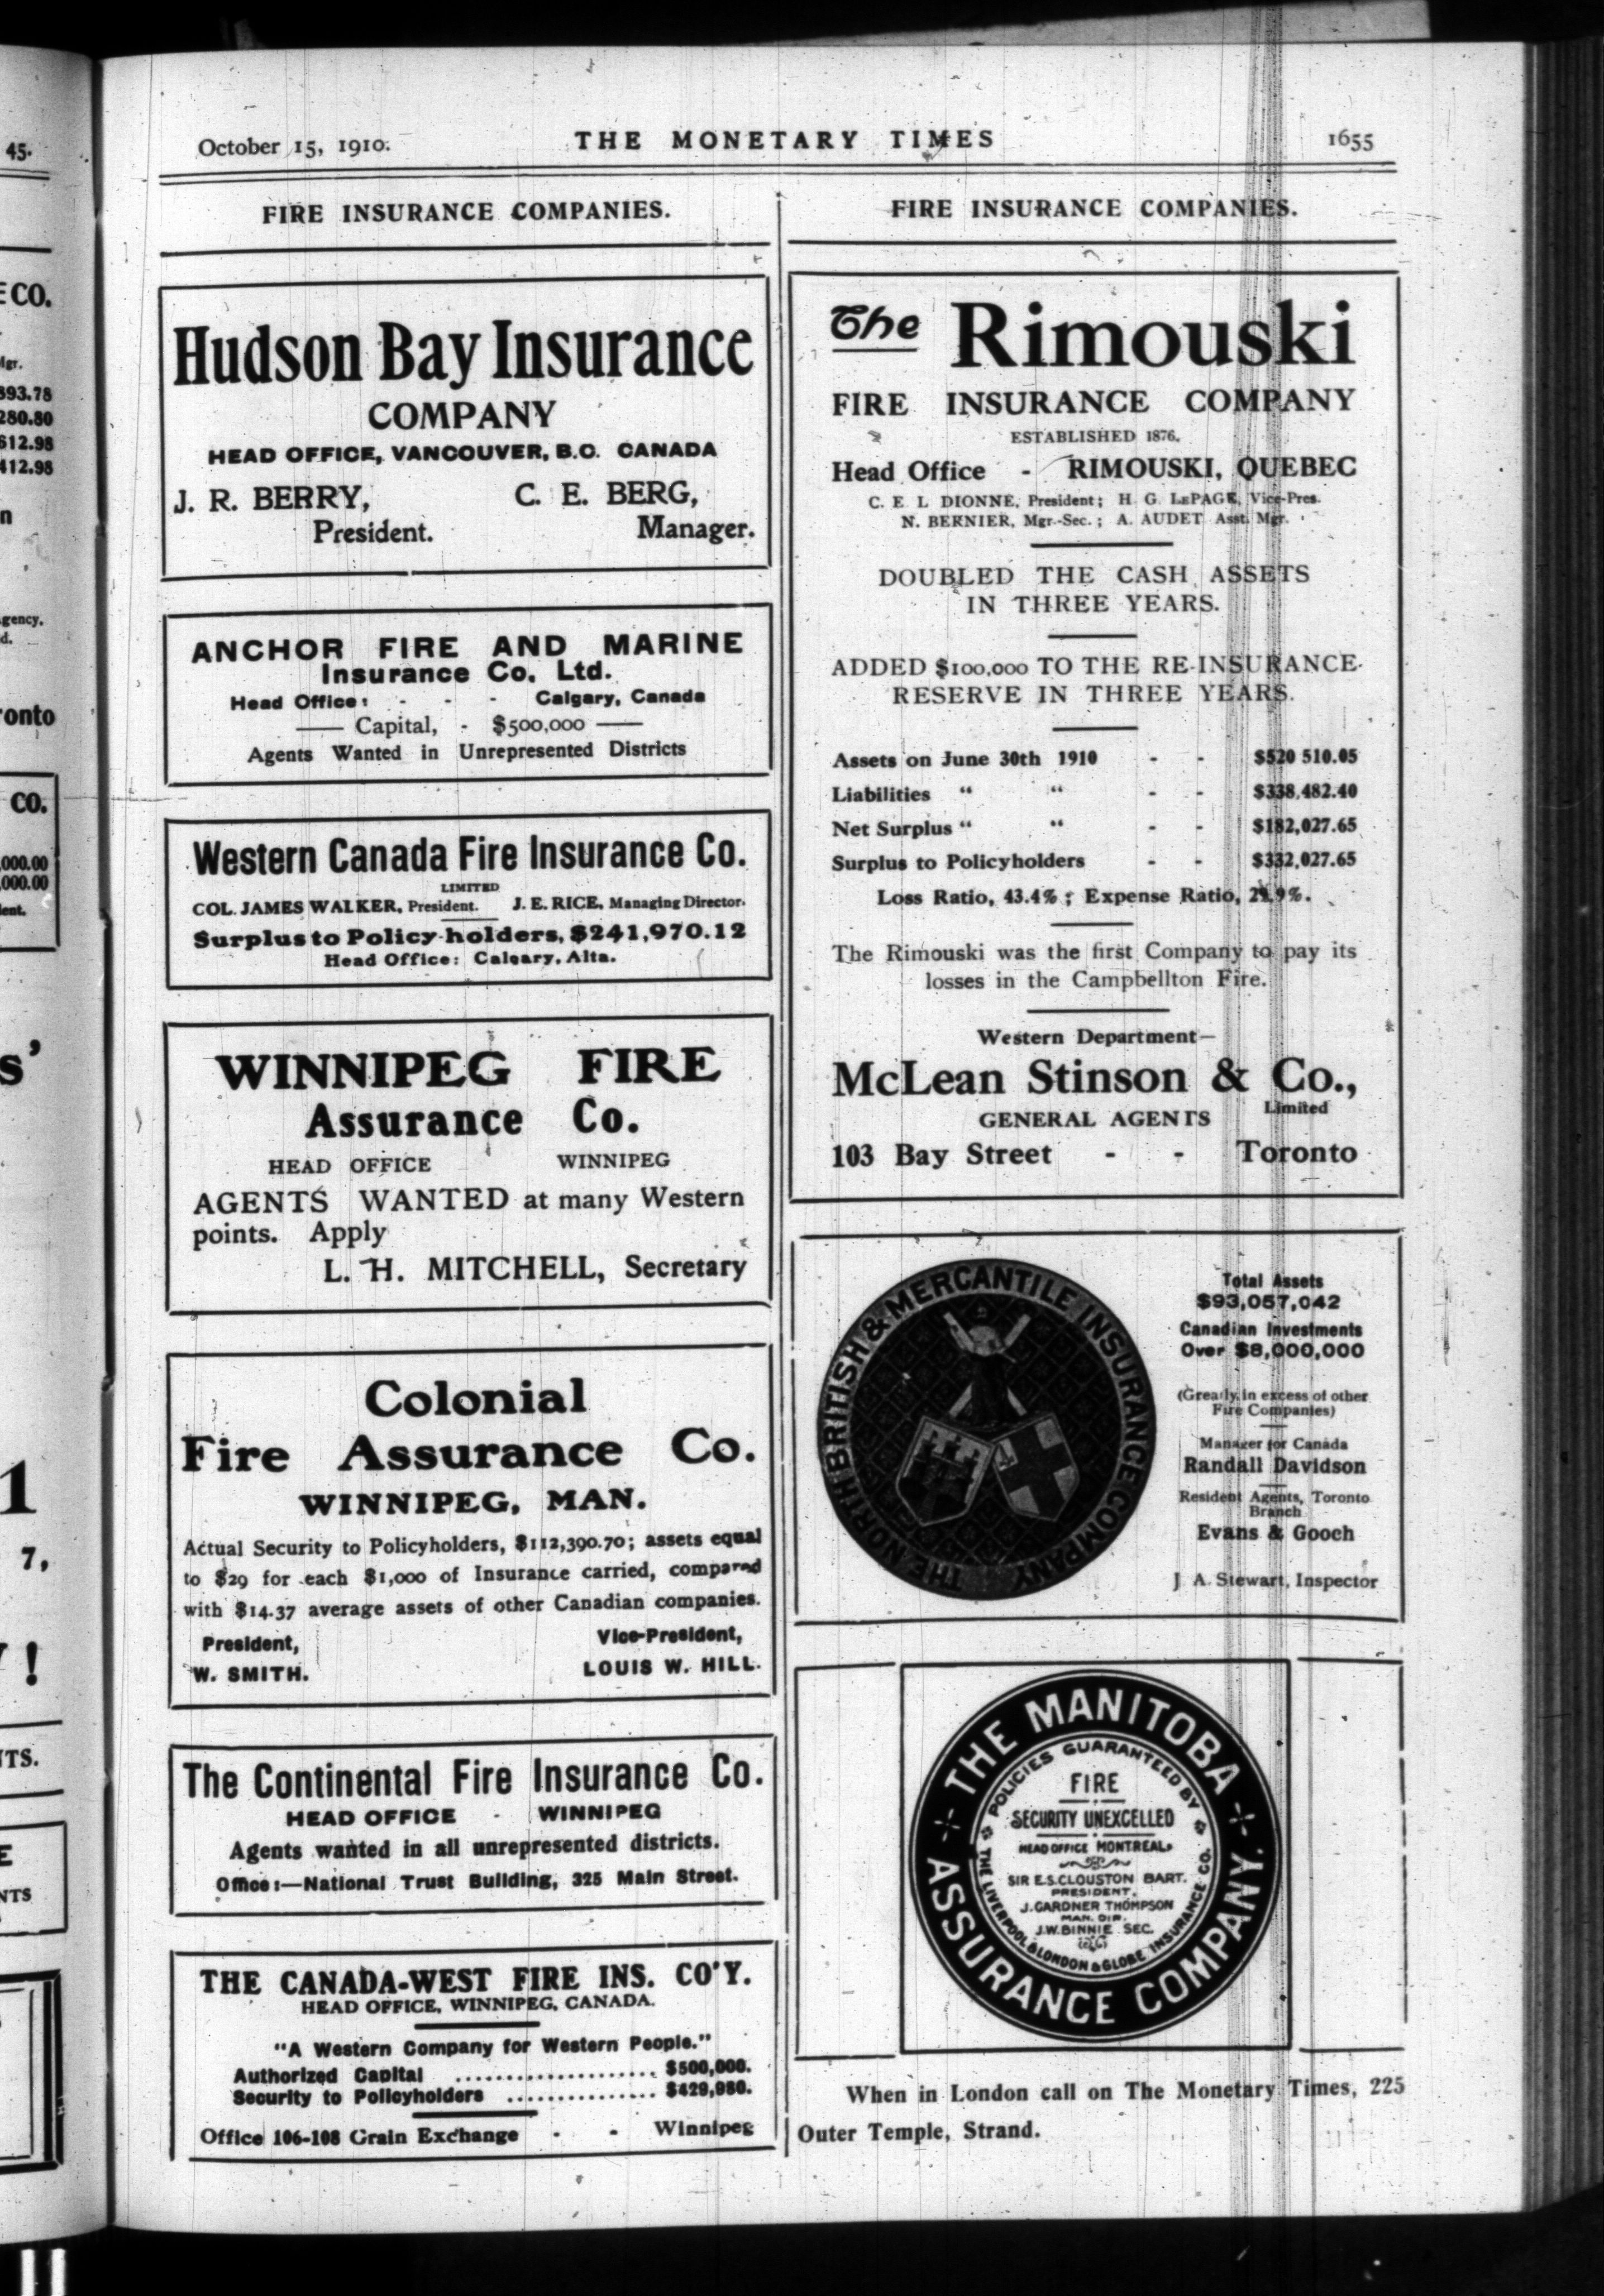 October 15, 1910.
THE MONETARY TIMES
1655
FIRE INSURANCE COMPANIES.
Hudson Bay Insurance
COMPANY
HEAD OFFICE, VANCOUVER, B.C. CANADA
J. R. BERRY, C. E. BERG,
President. Manager.
ANCHOR FIRE AND MARINE
Insurance Co. Ltd.
Head Office: - - - Calgary, Canada
Capital, - $500,000
Agents Wanted in Unrepresented Districts
Western Canada Fire Insurance Co.
LIMITED
COL. JAMES WALKER, President. J. E. RICE, Managing Director.
Surplus to Policy-holders, $241,970.12
Head Office: Calgary, Alta.
WINNIPEG FIRE
Assurance Co.
HEAD OFFICE WINNIPEG
AGENTS WANTED at many Western
points. Apply
L. H. MITCHELL, Secretary
Colonial
Fire Assurance Co.
WINNIPEG, MAN.
Actual Security to Policyholders, $112,390.70; assets equal
to $29 for each $1,000 of Insurance carried, compared
with $14.37 average assets of other Canadian companies.
President, Vice-President,
W. SMITH. LOUIS W. HILL.
The Continental Fire Insurance Co.
HEAD OFFICE - WINNIPEG
Agents wanted in all unrepresented districts.
Office:—National Trust Building, 325 Main Street.
THE CANADA-WEST FIRE INS. CO'Y.
HEAD OFFICE, WINNIPEG, CANADA.
"A Western Company for Western People."
Authorized Capital .................... $500,000.
Security to Policyholders ............... $429,980.
Office 106-108 Grain Exchange - - Winnipeg
FIRE INSURANCE COMPANIES.
The Rimouski
FIRE INSURANCE COMPANY
ESTABLISHED 1876.
Head Office - RIMOUSKI, QUEBEC
C. E. L. DIONNE, President; H. G. LePAGE, Vice-Pres.
N. BERNIER, Mgr.-Sec.; A. AUDET Asst. Mgr.
DOUBLED THE CASH ASSETS
IN THREE YEARS.
ADDED $100,000 TO THE RE-INSURANCE
RESERVE IN THREE YEARS.
Assets on June 30th 1910 - - $520 510.05
Liabilities " " - - $338,482.40
Net Surplus " " - - $182,027.65
Surplus to Policyholders - - $332,027.65
Loss Ratio, 43.4%; Expense Ratio,
The Rimouski was the first Company to pay its
losses in the Campbellton Fire.
Western Department—
McLean Stinson & Co.,
Limited
GENERAL AGENTS
103 Bay Street - - Toronto
THE NORTH BRITISH & MERCANTILE INSURANCE COMPANY
Total Assets
$93,057,042
Canadian Investments
Over $8,000,000
(Greatly in excess of other
Fire Companies)
Manager for Canada
Randall Davidson
Resident Agents, Toronto
Branch
Evans & Gooch
J A. Stewart, Inspector
THE MANITOBA
ASSURANCE COMPANY.
POLICIES GUARANTEED BY
THE LIVERPOOL & LONDON & GLOBE INSURANCE CO.
FIRE
SECURITY UNEXCELLED
HEAD OFFICE MONTREAL.
SIR E.S. CLOUSTON BART.
PRESIDENT.
J. GARDNER THOMPSON
MAN. DIR.
J.W. BINNIE SEC.
When in London call on The Monetary Times, 225
Outer Temple, Strand.